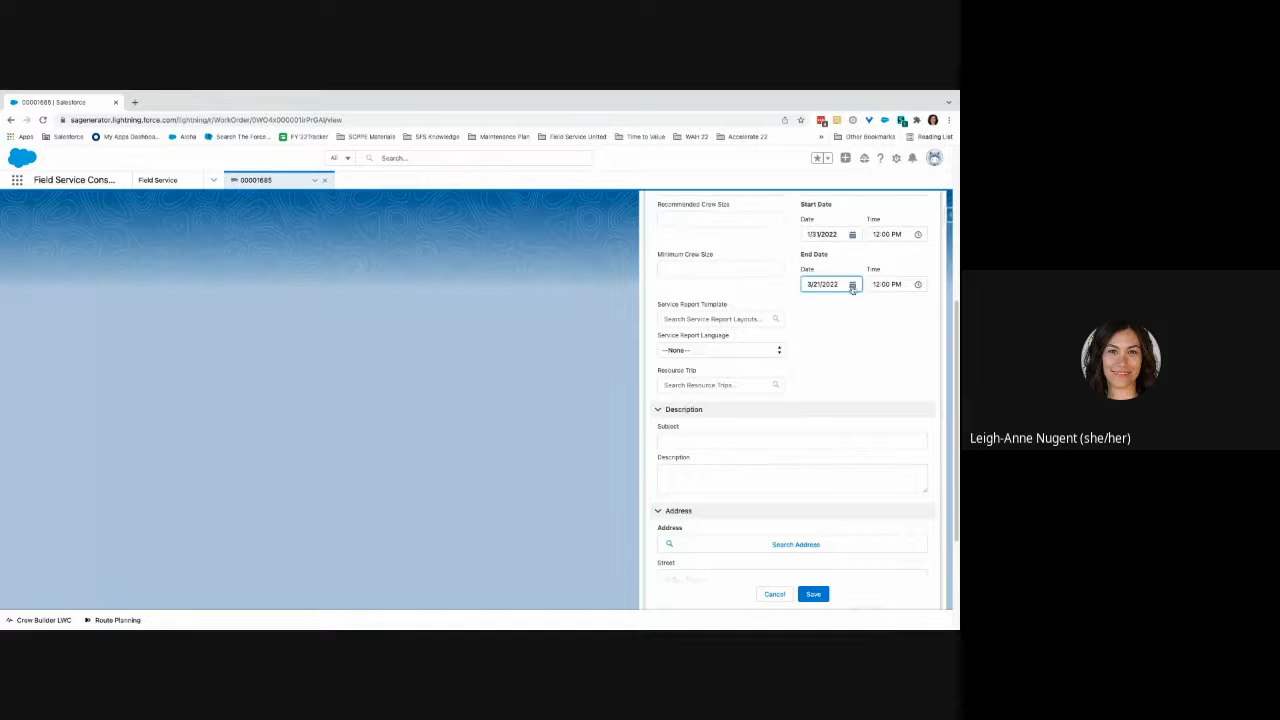 00001685 | Salesforce
sagenerator.lightning.force.com/lightning/r/WorkOrder/0WO4x000001irPrGAI/view
Apps Salesforce My Apps Dashboa... Aloha Search The Force... FY'22Tracker SCPPE Materials SFS Knowledge Maintenance Plan Field Service United Time to Value WAH 22 Accelerate 22 » Other Bookmarks Reading List
All Search...
Field Service Cons... Field Service 00001685
Recommended Crew Size
Start Date
Date Time
1/31/2022 12:00 PM
Minimum Crew Size
End Date
Date Time
3/21/2022 12:00 PM
Service Report Template
Search Service Report Layouts...
Service Report Language
--None--
Resource Trip
Search Resource Trips...
Description
Subject
Description
Address
Address
Search Address
Street
Cancel Save
Crew Builder LWC Route Planning
Leigh-Anne Nugent (she/her)